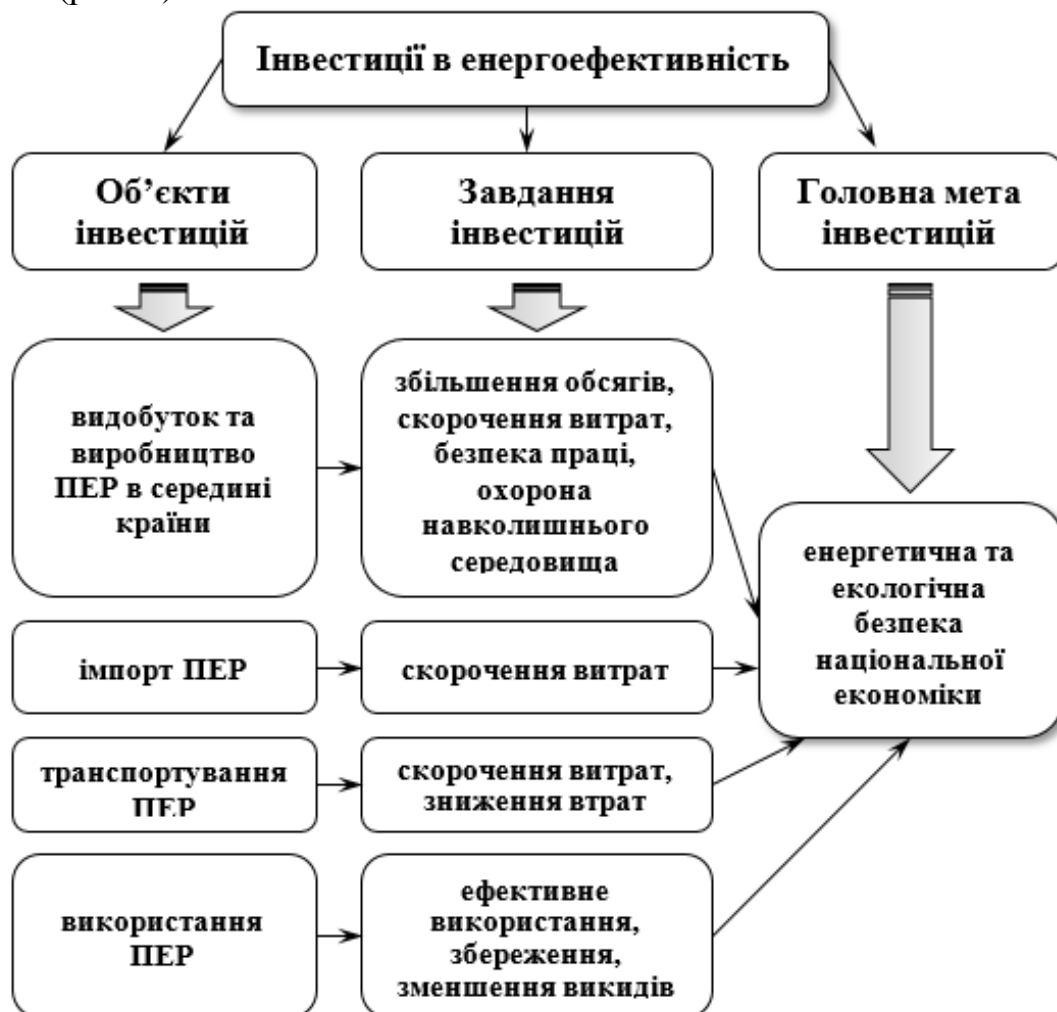 Інвестиції в енергоефективність
Об’єкти
інвестицій
Завдання
інвестицій
Головна мета
інвестицій
видобуток та
виробництво
ПЕР в середині
країни
збільшення обсягів,
скорочення витрат,
безпека праці,
охорона
навколишнього
середовища
енергетична та
екологічна
безпека
національної
економіки
імпорт ПЕР
скорочення витрат
транспортування
ПЕР
скорочення витрат,
зниження втрат
використання
ПЕР
ефективне
використання,
збереження,
зменшення викидів